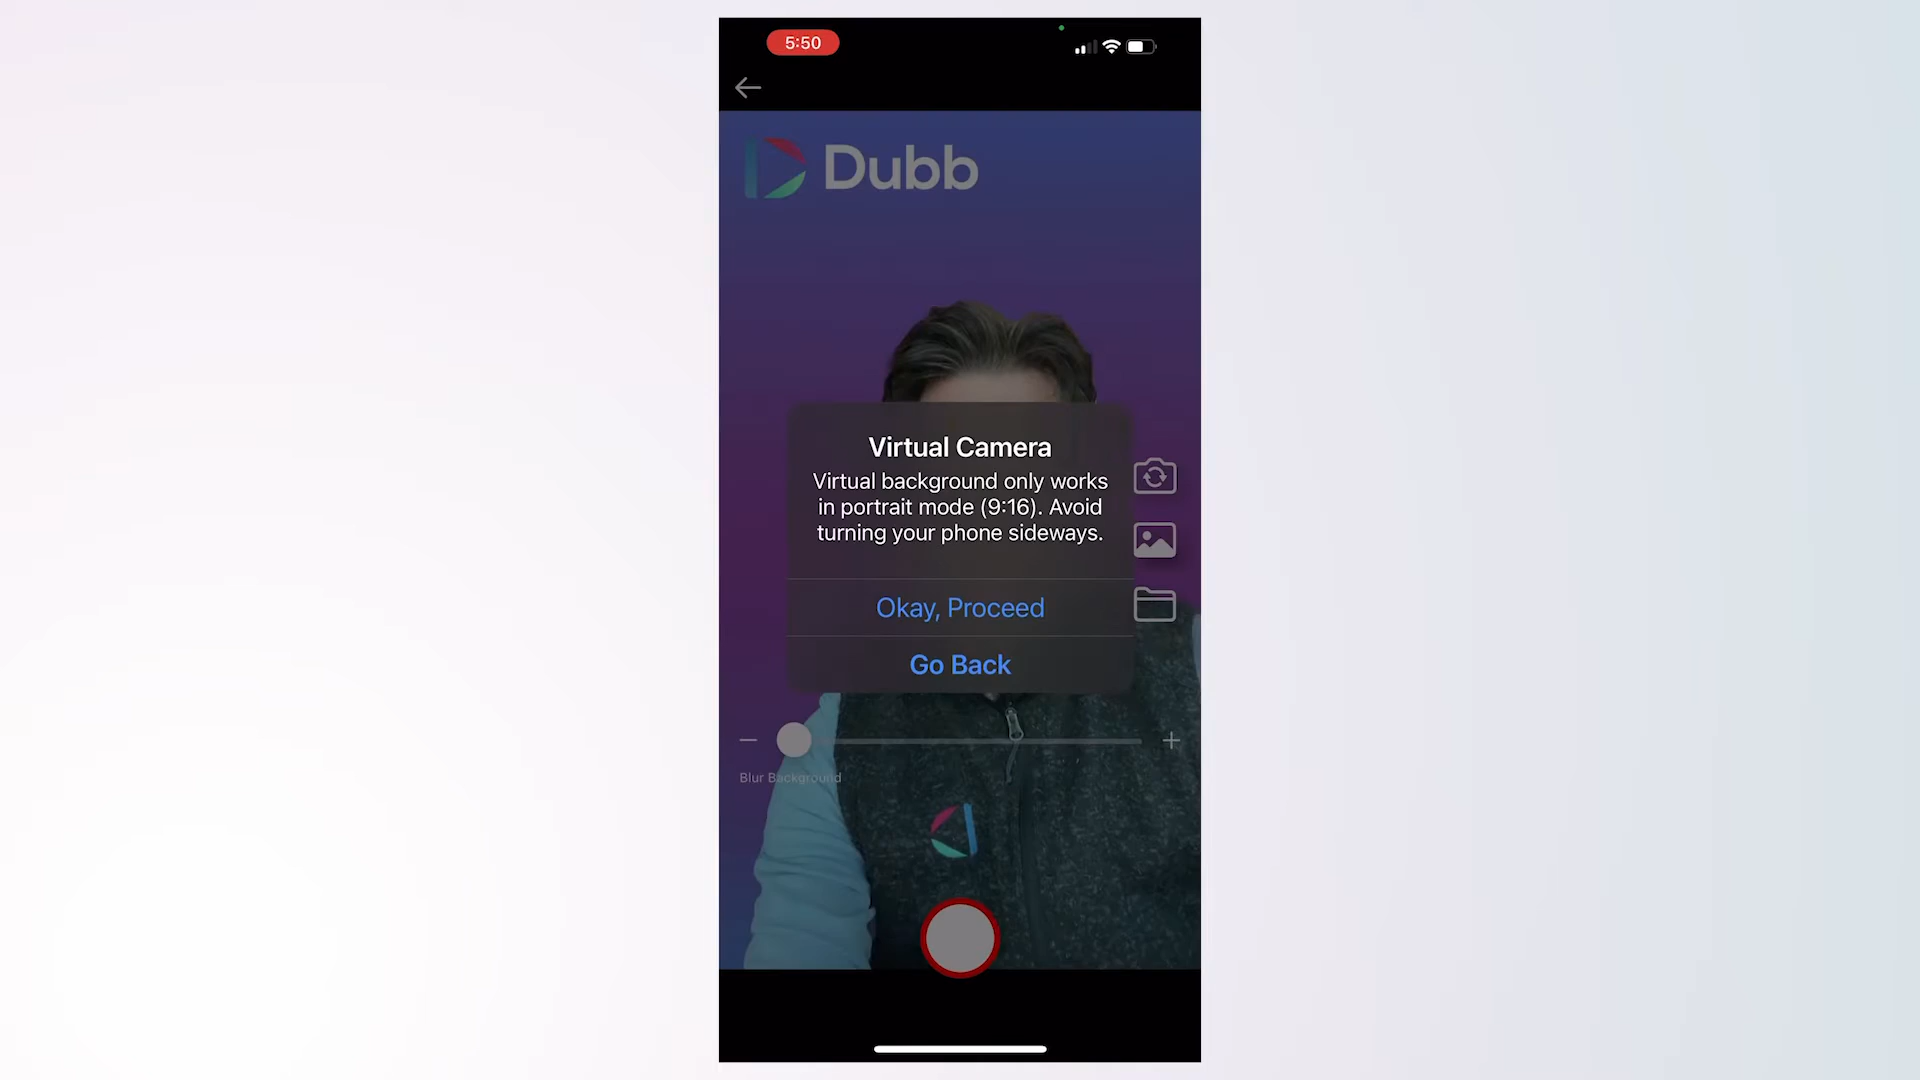 5:50
Dubb
Virtual Camera
Virtual background only works
in portrait mode (9:16). Avoid
turning your phone sideways.
Okay, Proceed
Go Back
Blur Background